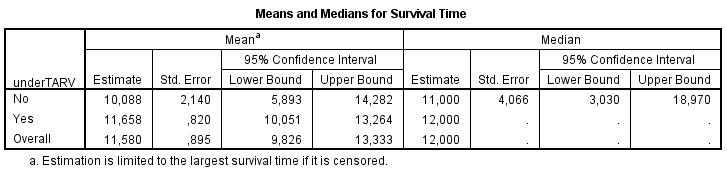 Means and Medians for Survival Time
underTARV Mean^a Median
Estimate Std. Error 95% Confidence Interval Estimate Std. Error 95% Confidence Interval
Lower Bound Upper Bound Lower Bound Upper Bound
No 10,088 2,140 5,893 14,282 11,000 4,066 3,030 18,970
Yes 11,658 ,820 10,051 13,264 12,000 . . .
Overall 11,580 ,895 9,826 13,333 12,000 . . .
a. Estimation is limited to the largest survival time if it is censored.